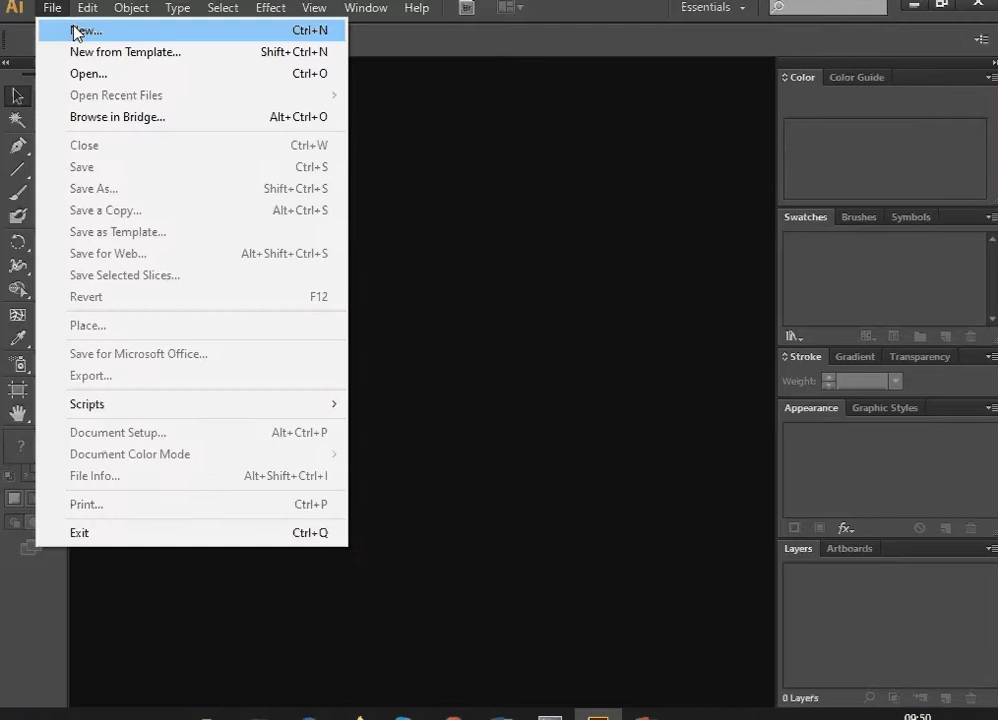 Ai File Edit Object Type Select Effect View Window Help Br Essentials
New... Ctrl+N
New from Template... Shift+Ctrl+N
Open... Ctrl+O
Open Recent Files
Browse in Bridge... Alt+Ctrl+O
Close Ctrl+W
Save Ctrl+S
Save As... Shift+Ctrl+S
Save a Copy... Alt+Ctrl+S
Save as Template...
Save for Web... Alt+Shift+Ctrl+S
Save Selected Slices...
Revert F12
Place...
Save for Microsoft Office...
Export...
Scripts
Document Setup... Alt+Ctrl+P
Document Color Mode
File Info... Alt+Shift+Ctrl+I
Print... Ctrl+P
Exit Ctrl+Q
?
Color Color Guide
Swatches Brushes Symbols
Stroke Gradient Transparency
Weight:
Appearance Graphic Styles
fx
Layers Artboards
0 Layers
09:50